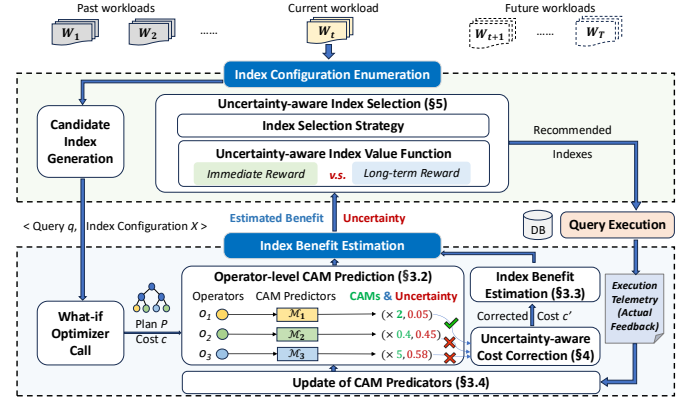 Past workloads
Current workload
Future workloads
W1
W2
......
Wt
Wt+1
......
WT
Index Configuration Enumeration
Candidate
Index
Generation
Uncertainty-aware Index Selection (§5)
Index Selection Strategy
Uncertainty-aware Index Value Function
Immediate Reward v.s. Long-term Reward
Recommended
Indexes
< Query q, Index Configuration X >
Estimated Benefit
Uncertainty
DB
Query Execution
Index Benefit Estimation
What-if
Optimizer
Call
Plan P
Cost c
Operator-level CAM Prediction (§3.2)
Operators CAM Predictors CAMs & Uncertainty
o1 M1 (× 2, 0.05)
o2 M2 (× 0.4, 0.45)
o3 M3 (× 5, 0.58)
Index Benefit
Estimation (§3.3)
Corrected Cost c′
Uncertainty-aware
Cost Correction (§4)
Execution
Telemetry
(Actual
Feedback)
Update of CAM Predicators (§3.4)